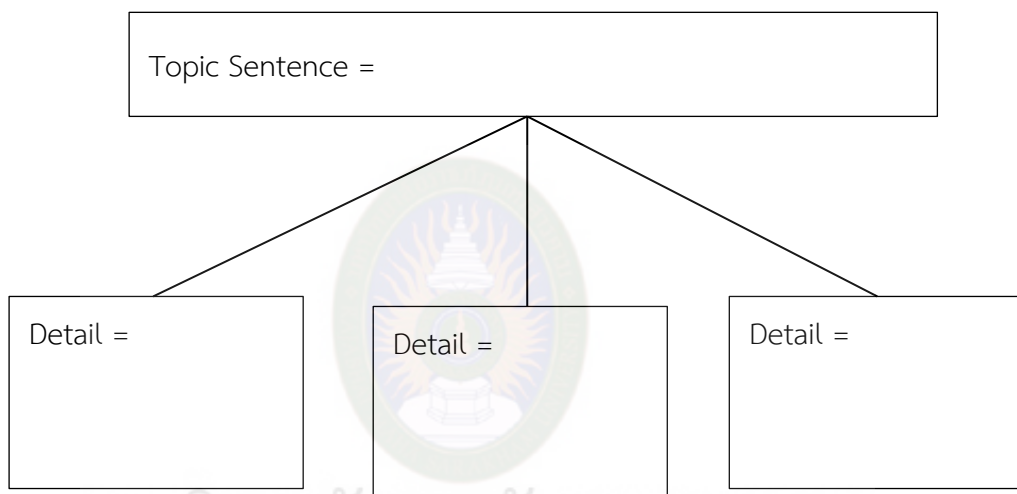 Topic Sentence =
Detail =
Detail =
Detail =